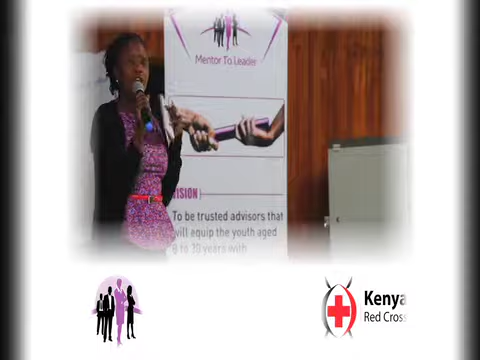 Mentor To Leader
ISION
To be trusted advisors that
will equip the youth aged
to
years with
Kenya
Red Cross